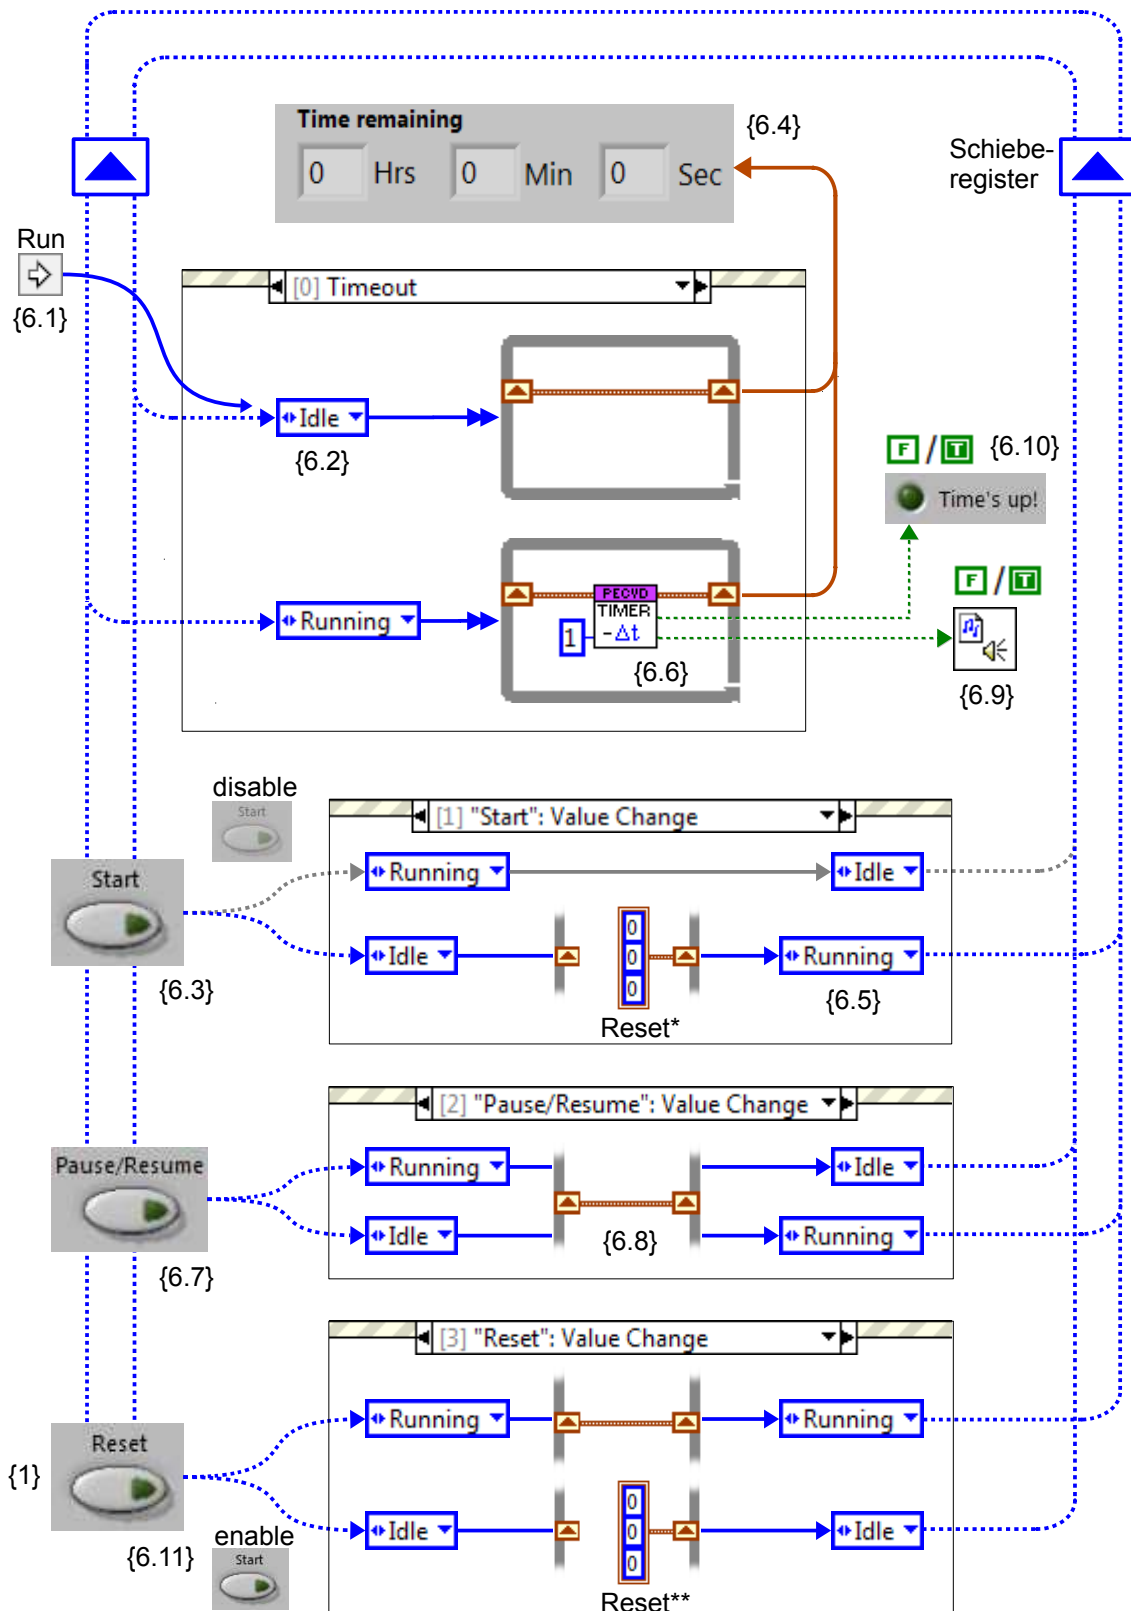 Time remaining
{6.4}
0 Hrs 0 Min 0 Sec
Schiebe-
register
Run
{6.1}
[0] Timeout
Idle
{6.2}
F / T {6.10}
Time's up!
F / T
Running
PECVD
TIMER
-Δt
1
{6.6}
{6.9}
disable
Start
[1] "Start": Value Change
Start
Running
Idle
0
Idle
0
Running
0
{6.3}
{6.5}
Reset*
[2] "Pause/Resume": Value Change
Pause/Resume
Running
Idle
Idle
{6.8}
Running
{6.7}
[3] "Reset": Value Change
Running
Running
Reset
{1}
0
Idle
0
Idle
0
{6.11}
enable
Start
Reset**